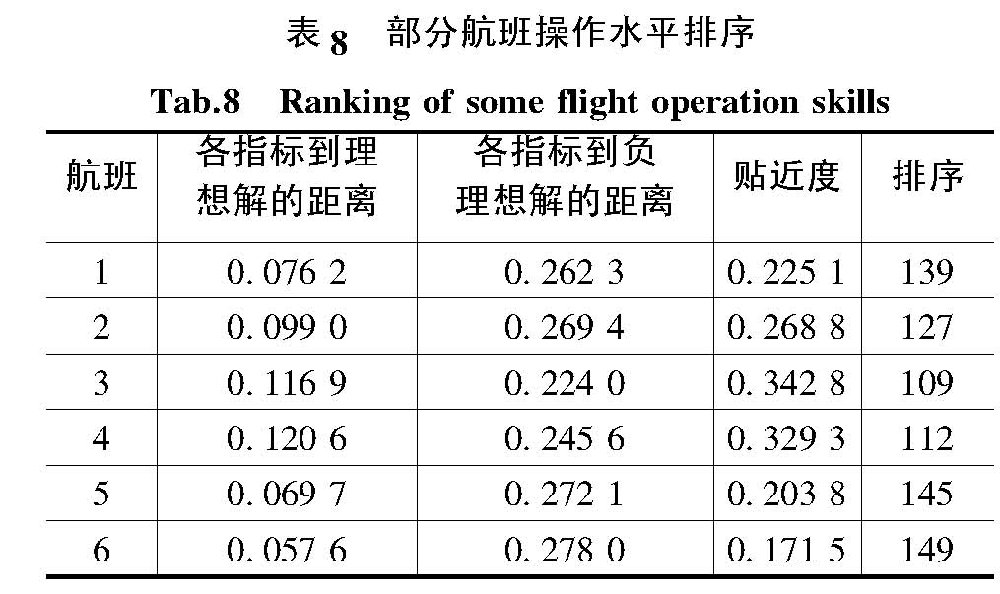 表8 部分航班操作水平排序
Tab.8 Ranking of some flight operation skills
航班 各指标到理想解的距离 各指标到负理想解的距离 贴近度 排序
1 0.076 2 0.262 3 0.225 1 139
2 0.099 0 0.269 4 0.268 8 127
3 0.116 9 0.224 0 0.342 8 109
4 0.120 6 0.245 6 0.329 3 112
5 0.069 7 0.272 1 0.203 8 145
6 0.057 6 0.278 0 0.171 5 149